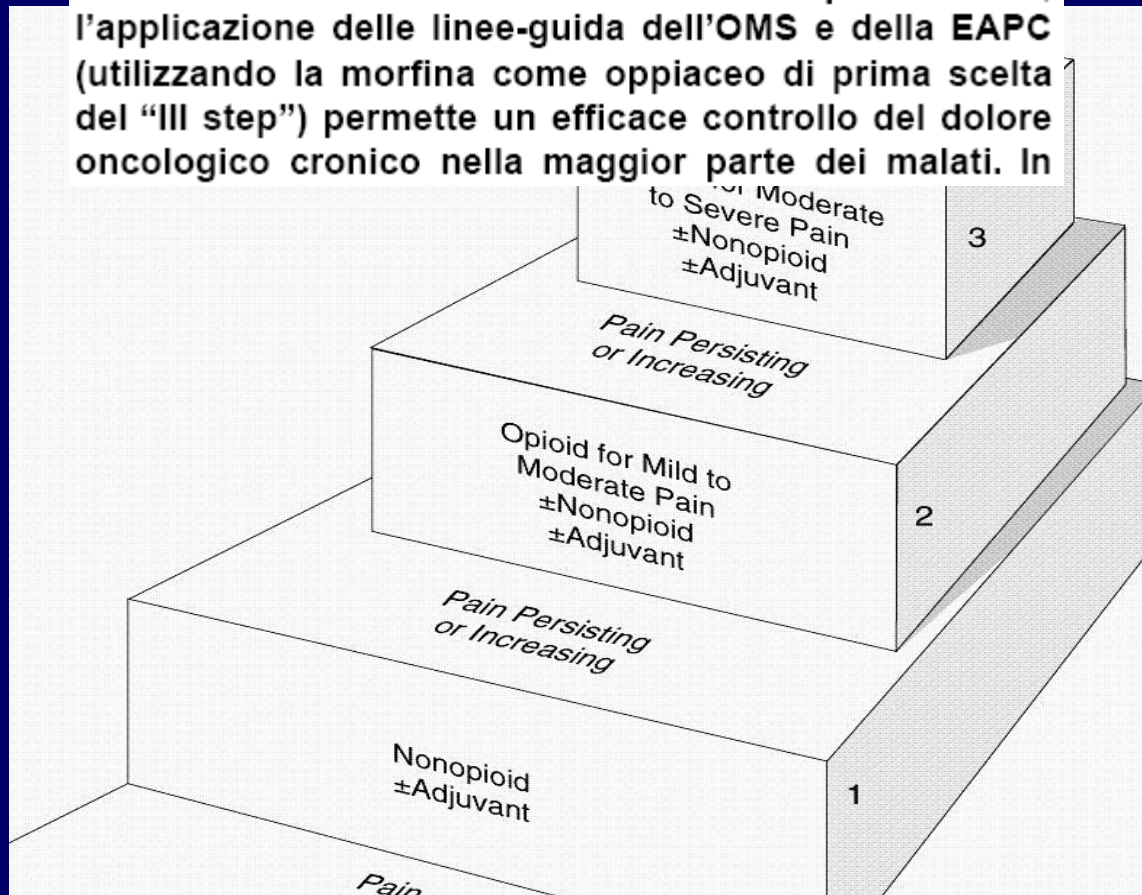 l’applicazione delle linee-guida dell’OMS e della EAPC
(utilizzando la morfina come oppiaceo di prima scelta
del “III step”) permette un efficace controllo del dolore
oncologico cronico nella maggior parte dei malati. In
for Moderate
to Severe Pain
±Nonopioid
±Adjuvant
3
Pain Persisting
or Increasing
Opioid for Mild to
Moderate Pain
±Nonopioid
±Adjuvant
2
Pain Persisting
or Increasing
Nonopioid
±Adjuvant
1
Pain